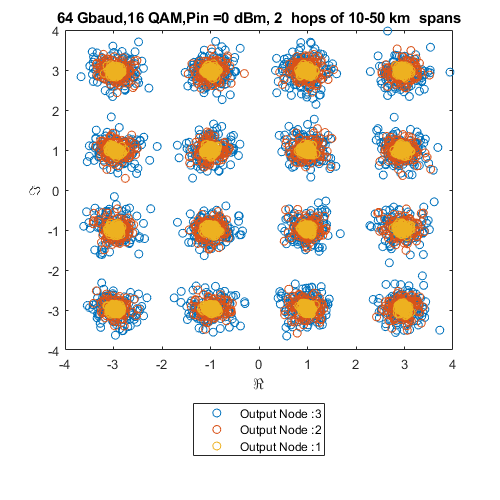 64 Gbaud,16 QAM,Pin =0 dBm, 2 hops of 10-50 km spans
4
3
2
1
0
-1
-2
-3
-4
ℑ
-4 -3 -2 -1 0 1 2 3 4
ℜ
Output Node :3
Output Node :2
Output Node :1